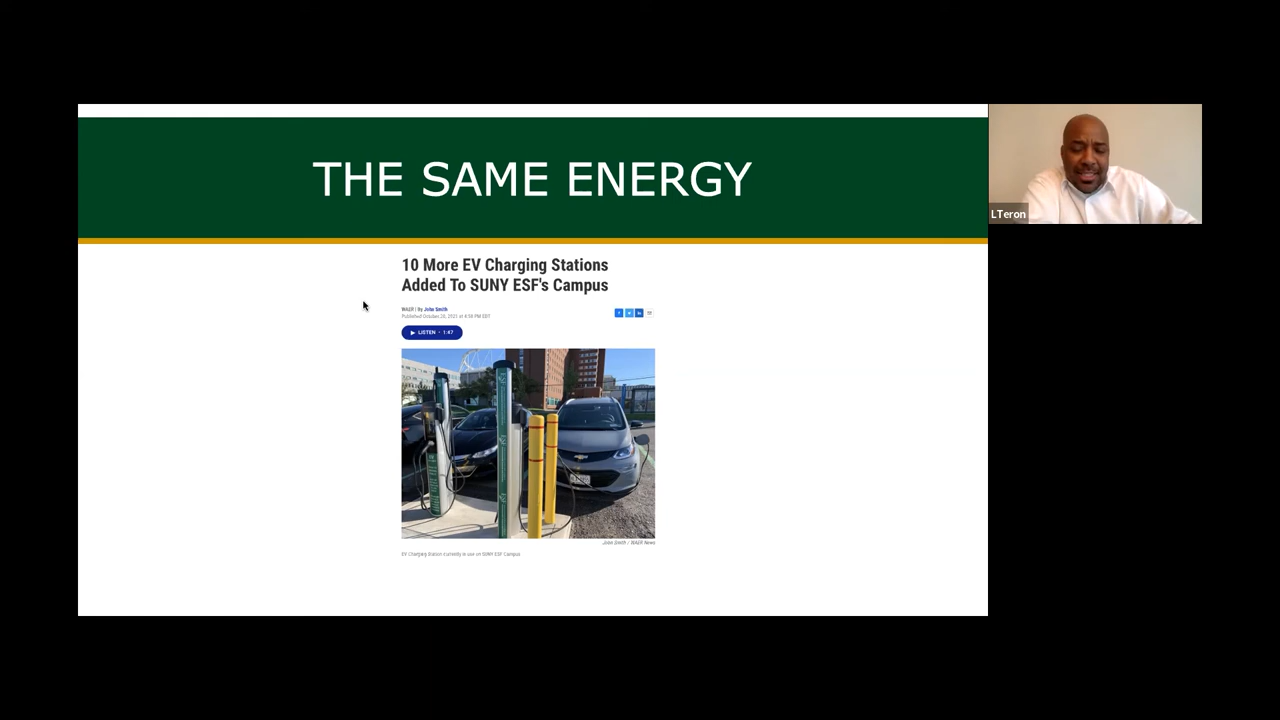 THE SAME ENERGY
LTeron
10 More EV Charging Stations
Added To SUNY ESF's Campus
WAER | By John Smith
Published October 20, 2021 at 4:58 PM EDT
LISTEN • 1:47
John Smith / WAER News
EV Charging Station currently in use on SUNY ESF Campus